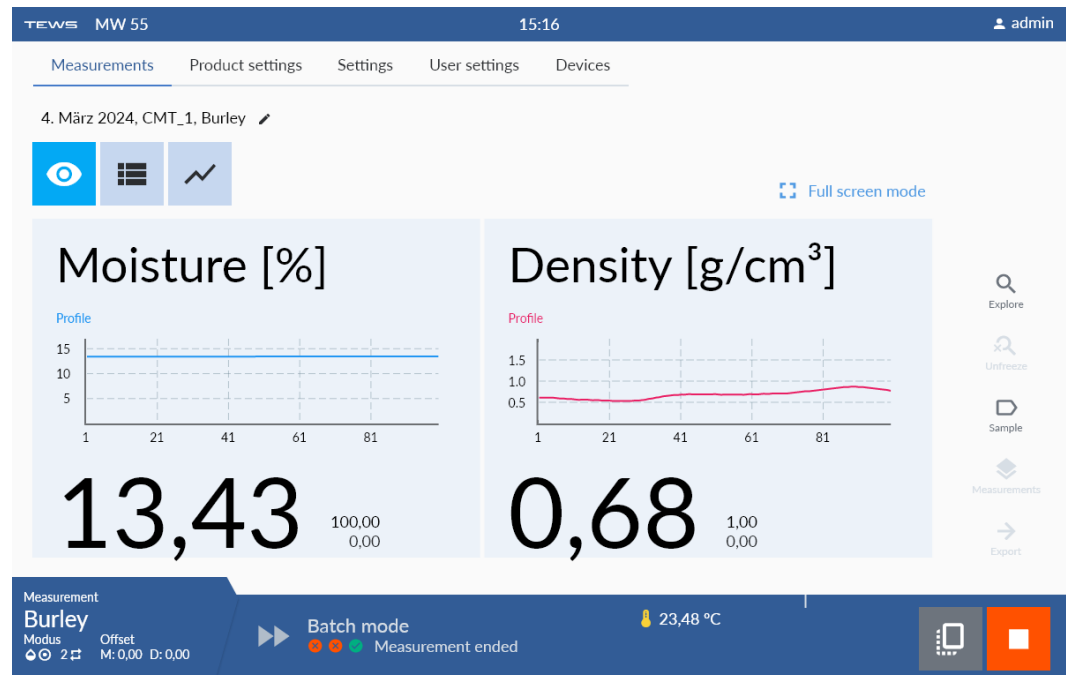 TEWS MW 55 15:16 admin
Measurements Product settings Settings User settings Devices
4. März 2024, CMT_1, Burley
Full screen mode
Moisture [%]
Profile
15
10
5
1 21 41 61 81
13,43
100,00
0,00
Density [g/cm³]
Profile
1.5
1.0
0.5
1 21 41 61 81
0,68
1,00
0,00
Explore
Unfreeze
Sample
Measurements
Export
Measurement
Burley
Modus Offset
2 M: 0,00 D: 0,00
Batch mode
Measurement ended
23,48 ºC